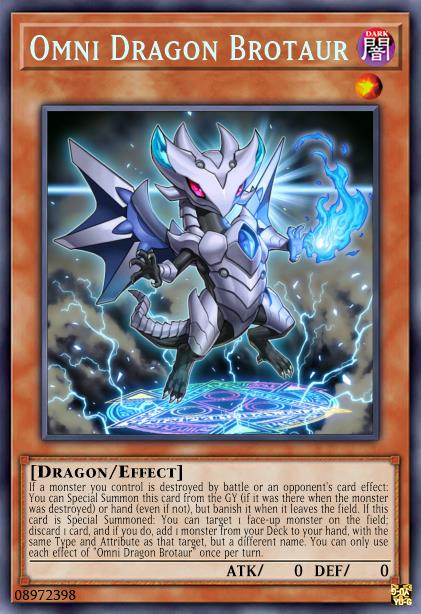 OMNI DRAGON BROTAUR
DARK
闇
[DRAGON/EFFECT]
If a monster you control is destroyed by battle or an opponent's card effect:
You can Special Summon this card from the GY (if it was there when the monster
was destroyed) or hand (even if not), but banish it when it leaves the field. If this
card is Special Summoned: You can target 1 face-up monster on the field;
discard 1 card, and if you do, add 1 monster from your Deck to your hand, with the
same Type and Attribute as that target, but a different name. You can only use
each effect of "Omni Dragon Brotaur" once per turn.
ATK/ 0 DEF/ 0
08972398